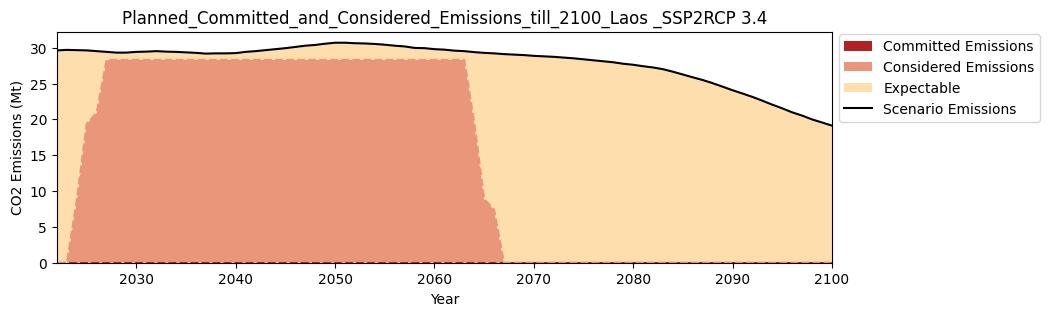 Planned_Committed_and_Considered_Emissions_till_2100_Laos _SSP2RCP 3.4
CO2 Emissions (Mt)
30
25
20
15
10
5
0
2030 2040 2050 2060 2070 2080 2090 2100
Year
Committed Emissions
Considered Emissions
Expectable
Scenario Emissions